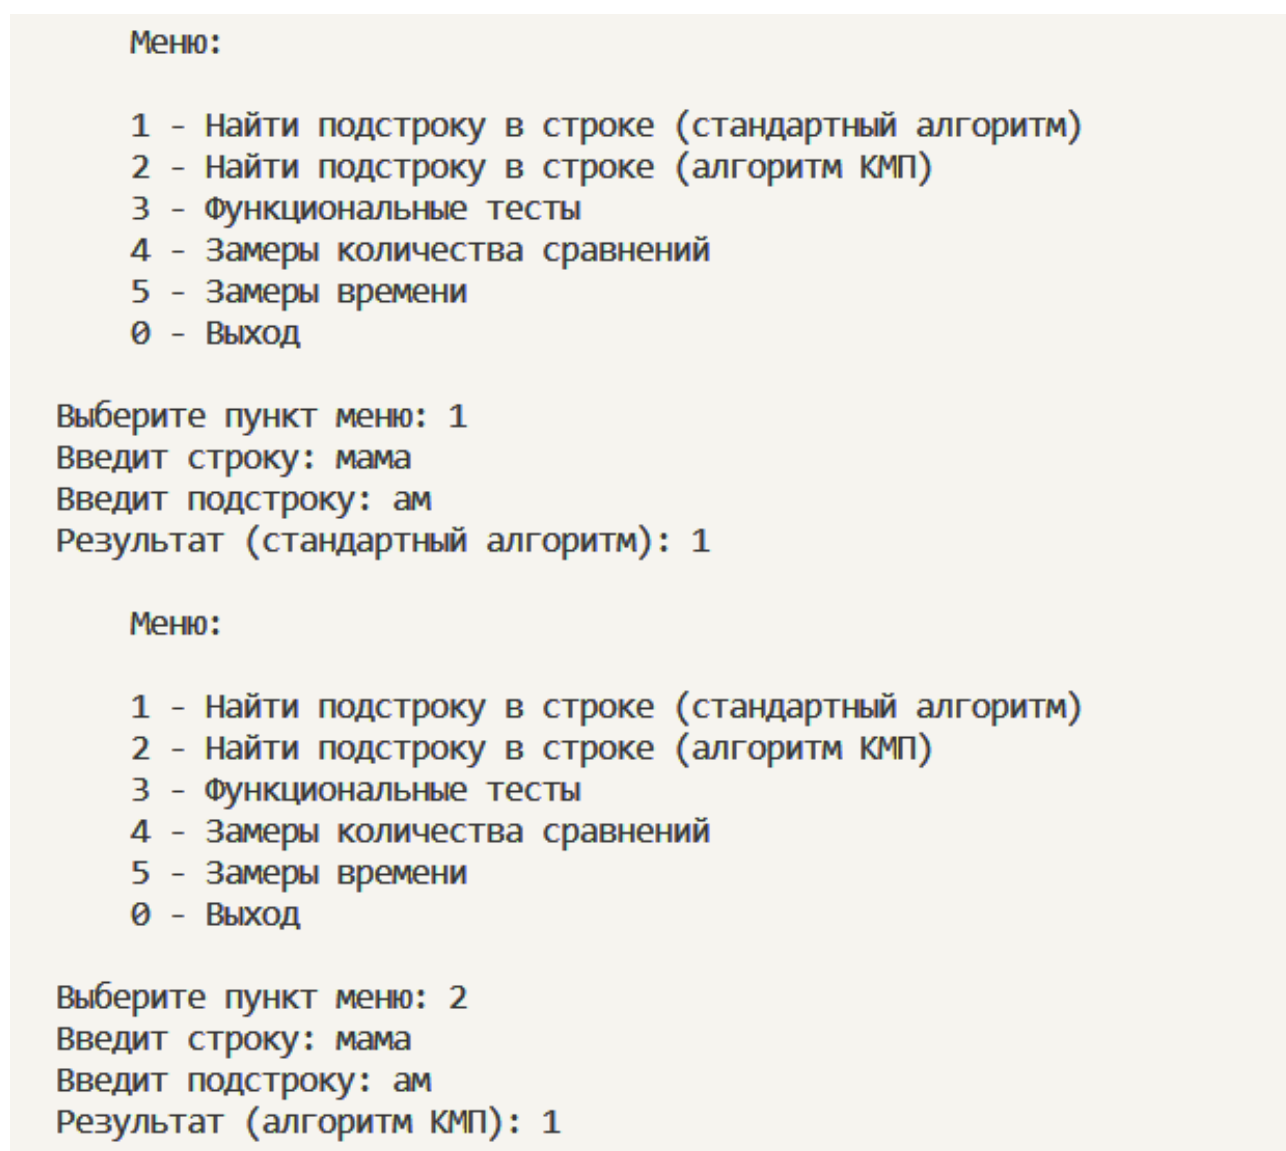 Меню:
1 - Найти подстроку в строке (стандартный алгоритм)
2 - Найти подстроку в строке (алгоритм КМП)
3 - Функциональные тесты
4 - Замеры количества сравнений
5 - Замеры времени
0 - Выход
Выберите пункт меню: 1
Введит строку: мама
Введит подстроку: ам
Результат (стандартный алгоритм): 1
Меню:
1 - Найти подстроку в строке (стандартный алгоритм)
2 - Найти подстроку в строке (алгоритм КМП)
3 - Функциональные тесты
4 - Замеры количества сравнений
5 - Замеры времени
0 - Выход
Выберите пункт меню: 2
Введит строку: мама
Введит подстроку: ам
Результат (алгоритм КМП): 1